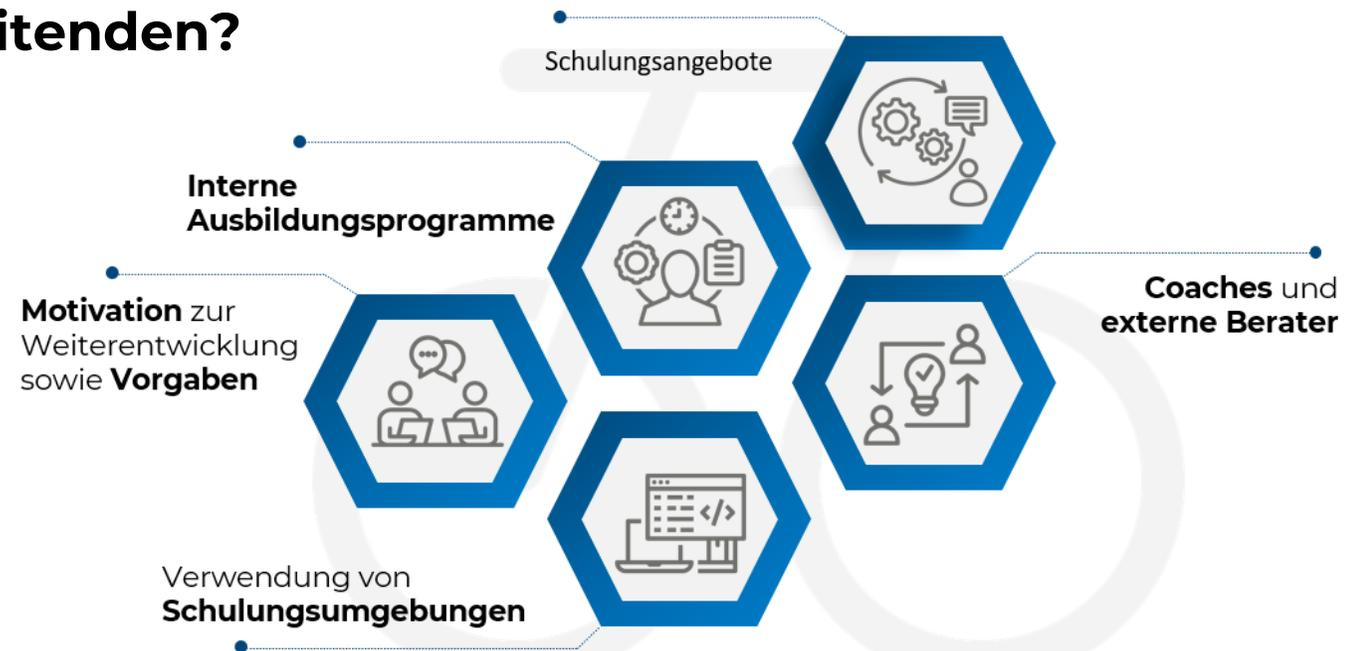 itenden?
Schulungsangebote
Interne
Ausbildungsprogramme
Motivation zur
Weiterentwicklung
sowie Vorgaben
Coaches und
externe Berater
Verwendung von
Schulungsumgebungen